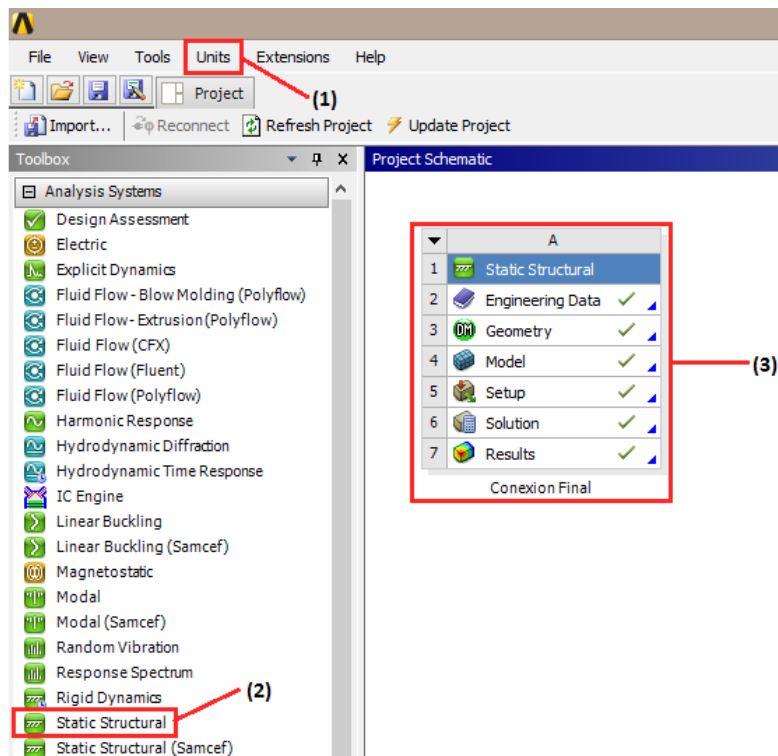 File View Tools Units Extensions Help
Project
(1)
Import... Reconnect Refresh Project Update Project
Toolbox
Project Schematic
Analysis Systems
Design Assessment
Electric
Explicit Dynamics
Fluid Flow - Blow Molding (Polyflow)
Fluid Flow - Extrusion (Polyflow)
Fluid Flow (CFX)
Fluid Flow (Fluent)
Fluid Flow (Polyflow)
Harmonic Response
Hydrodynamic Diffraction
Hydrodynamic Time Response
IC Engine
Linear Buckling
Linear Buckling (Samcef)
Magnetostatic
Modal
Modal (Samcef)
Random Vibration
Response Spectrum
Rigid Dynamics
(2)
Static Structural
Static Structural (Samcef)
A
1 Static Structural
2 Engineering Data
3 DM Geometry
4 Model
(3)
5 Setup
6 Solution
7 Results
Conexion Final